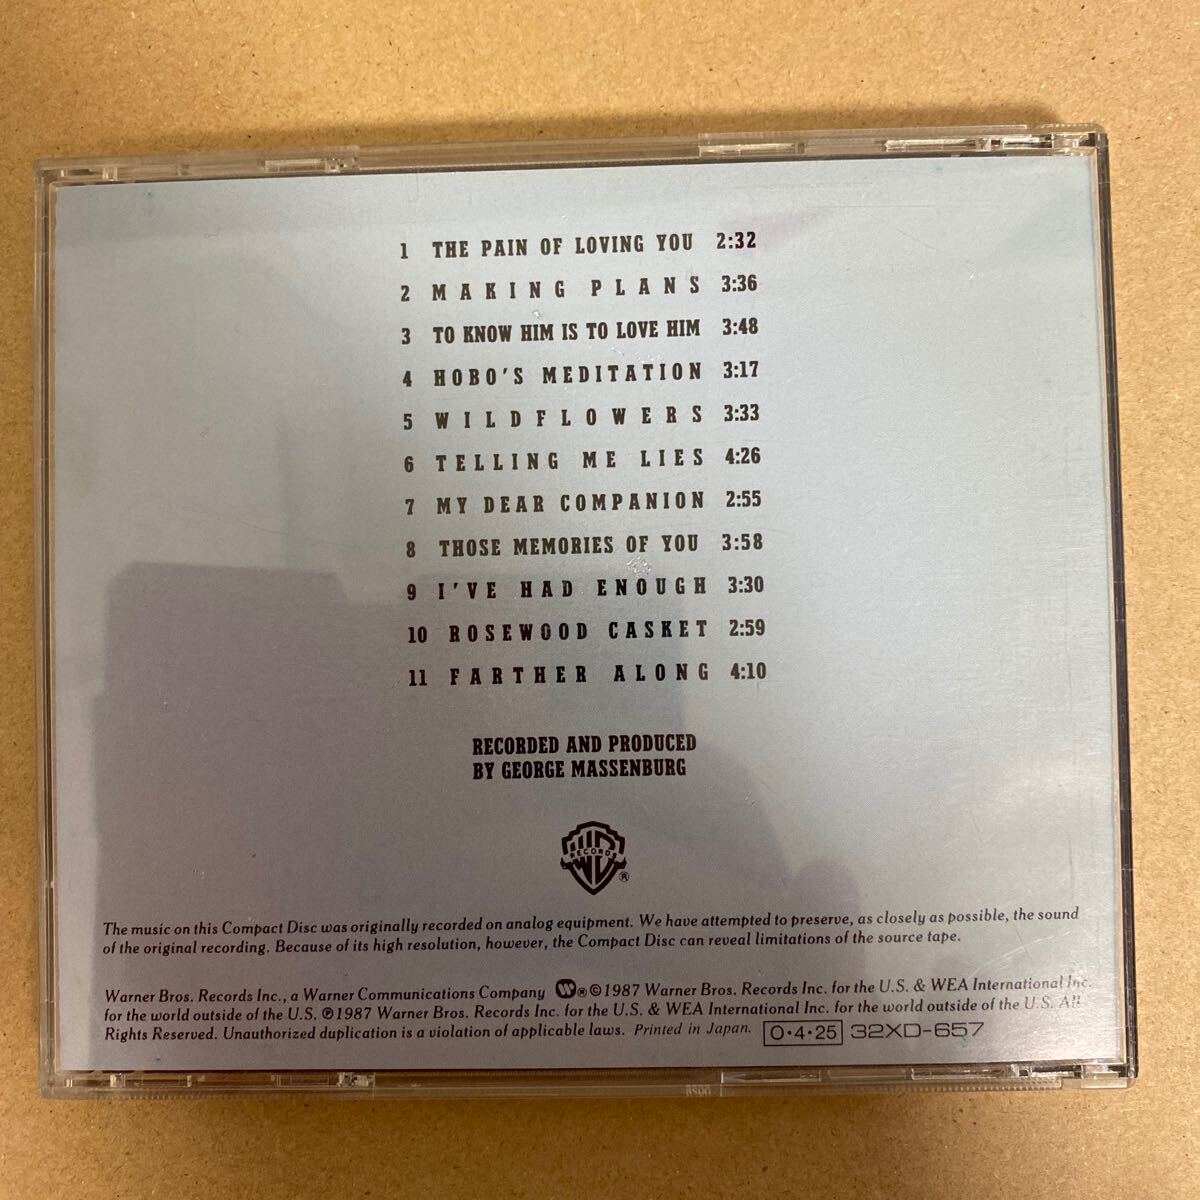 1 THE PAIN OF LOVING YOU 2:32
2 MAKING PLANS 3:36
3 TO KNOW HIM IS TO LOVE HIM 3:48
4 HOBO'S MEDITATION 3:17
5 WILDFLOWERS 3:33
6 TELLING ME LIES 4:26
7 MY DEAR COMPANION 2:55
8 THOSE MEMORIES OF YOU 3:58
9 I'VE HAD ENOUGH 3:30
10 ROSEWOOD CASKET 2:59
11 FARTHER ALONG 4:10
RECORDED AND PRODUCED
BY GEORGE MASSENBURG
WB
RECORDS
®
The music on this Compact Disc was originally recorded on analog equipment. We have attempted to preserve, as closely as possible, the sound
of the original recording. Because of its high resolution, however, the Compact Disc can reveal limitations of the source tape.
Warner Bros. Records Inc., a Warner Communications Company ® ©1987 Warner Bros. Records Inc. for the U.S. & WEA International Inc.
for the world outside of the U.S. ℗1987 Warner Bros. Records Inc. for the U.S. & WEA International Inc. for the world outside of the U.S. All
Rights Reserved. Unauthorized duplication is a violation of applicable laws. Printed in Japan. O·4·25 32XD-657